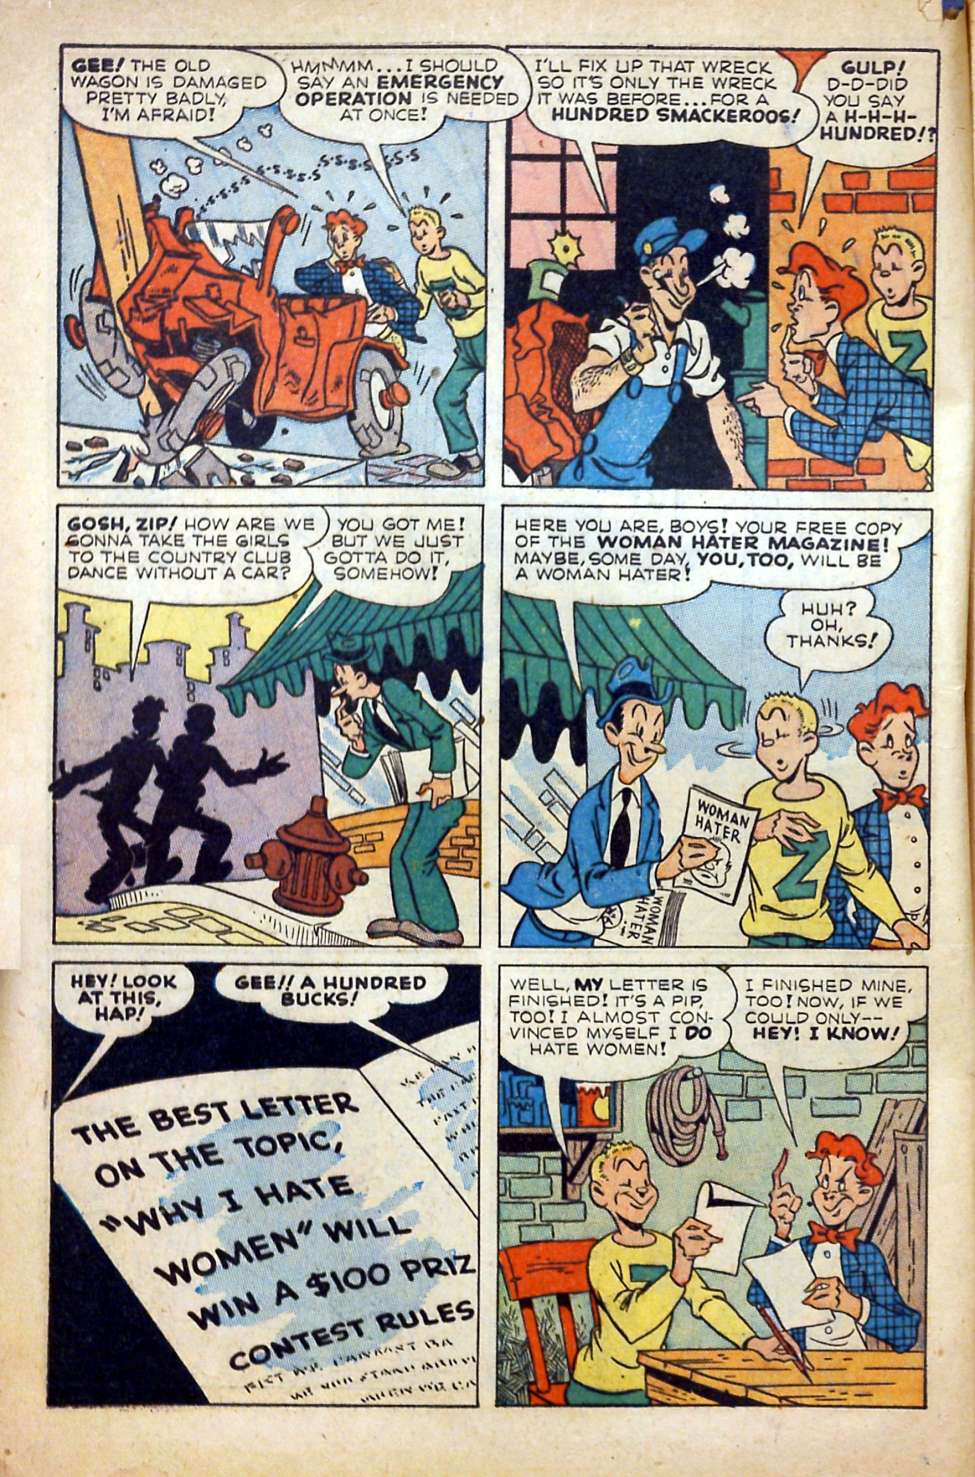 GEE! THE OLD
WAGON IS DAMAGED
PRETTY BADLY,
I'M AFRAID!
HMMMM...I SHOULD
SAY AN EMERGENCY
OPERATION IS NEEDED
AT ONCE!
S-S-S-S-S-S-S-S-S-S-S
I'LL FIX UP THAT WRECK
SO IT'S ONLY THE WRECK
IT WAS BEFORE...FOR A
HUNDRED SMACKEROOS!
GULP!
D-D-DID
YOU SAY
A H-H-H-
HUNDRED!?
Z
GOSH, ZIP! HOW ARE WE
GONNA TAKE THE GIRLS
TO THE COUNTRY CLUB
DANCE WITHOUT A CAR?
YOU GOT ME!
BUT WE JUST
GOTTA DO IT,
SOMEHOW!
HERE YOU ARE, BOYS! YOUR FREE COPY
OF THE WOMAN HATER MAGAZINE!
MAYBE, SOME DAY, YOU, TOO, WILL BE
A WOMAN HATER!
HUH?
OH,
THANKS!
WOMAN
HATER
Z
WOMAN
HATER!
HEY! LOOK
AT THIS,
HAP!
GEE!! A HUNDRED
BUCKS!
THE BEST LETTER
ON THE TOPIC,
"WHY I HATE
WOMEN" WILL
WIN A $100 PRIZ
CONTEST RULES
WELL, MY LETTER IS
FINISHED! IT'S A PIP,
TOO! I ALMOST CON-
VINCED MYSELF I DO
HATE WOMEN!
I FINISHED MINE,
TOO! NOW, IF WE
COULD ONLY--
HEY! I KNOW!
Z